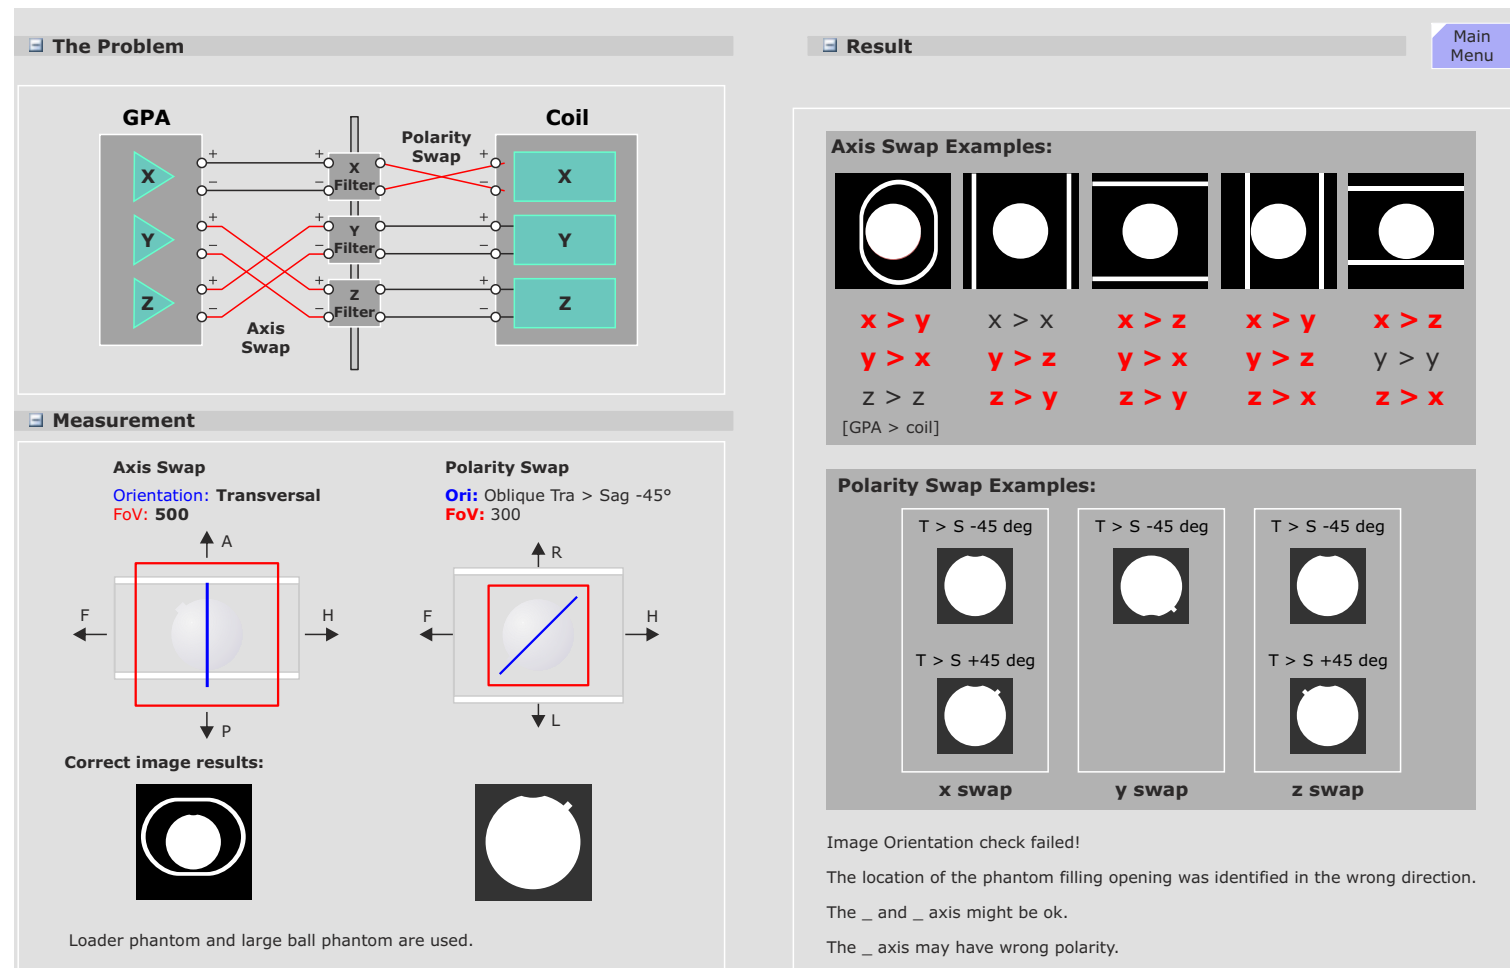 The Problem
GPA
Coil
Polarity
Swap
+ + +
X
X
Filter
X
− − −
+ + +
Y
Y
Filter
Y
− −
+ +
Z
Z
Filter
Z
− − −
Axis
Swap
Measurement
Axis Swap
Orientation: Transversal
FoV: 500
A
F
H
P
Polarity Swap
Ori: Oblique Tra > Sag -45°
FoV: 300
R
F
H
L
Correct image results:
Loader phantom and large ball phantom are used.
Result
Main
Menu
Axis Swap Examples:
x > y x > x x > z x > y x > z
y > x y > z y > x y > z y > y
z > z z > y z > y z > x z > x
[GPA > coil]
Polarity Swap Examples:
T > S -45 deg T > S -45 deg T > S -45 deg
T > S +45 deg T > S +45 deg
x swap y swap z swap
Image Orientation check failed!
The location of the phantom filling opening was identified in the wrong direction.
The _ and _ axis might be ok.
The _ axis may have wrong polarity.